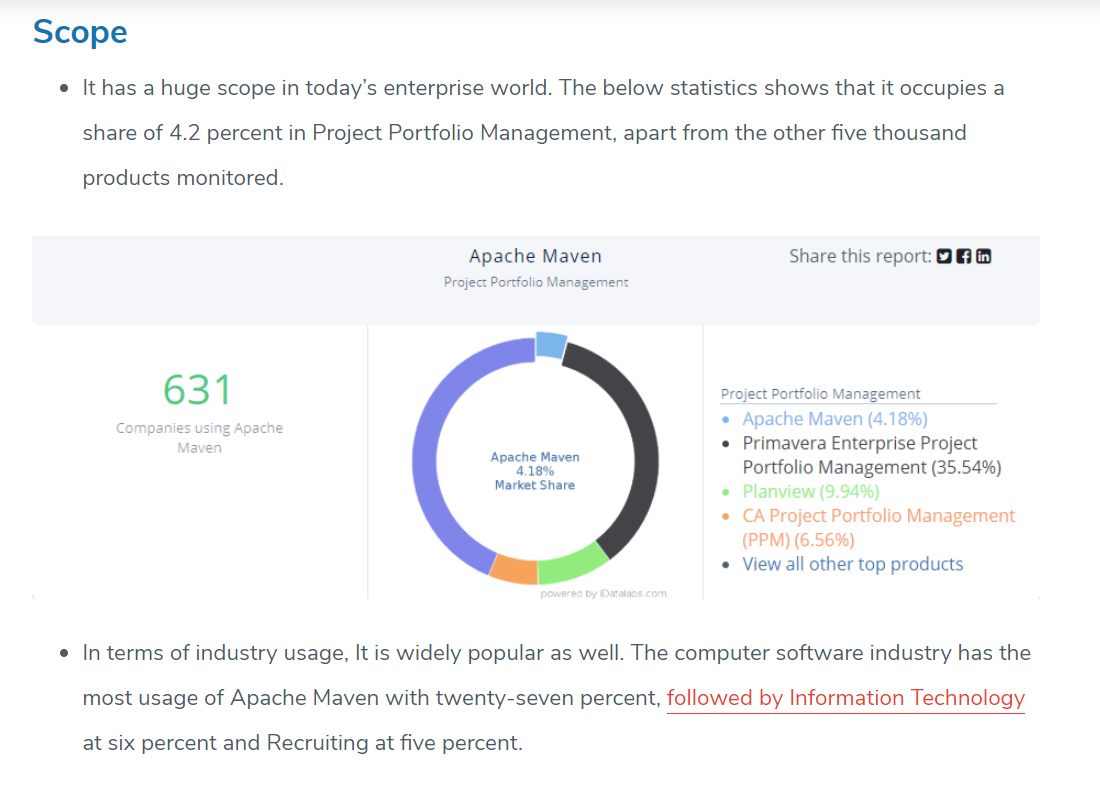 Scope
It has a huge scope in today’s enterprise world. The below statistics shows that it occupies a
share of 4.2 percent in Project Portfolio Management, apart from the other five thousand
products monitored.
Apache Maven
Project Portfolio Management
Share this report:
631
Companies using Apache
Maven
Apache Maven
4.18%
Market Share
powered by iDatalabs.com
Project Portfolio Management
Apache Maven (4.18%)
Primavera Enterprise Project
Portfolio Management (35.54%)
Planview (9.94%)
CA Project Portfolio Management
(PPM) (6.56%)
View all other top products
In terms of industry usage, It is widely popular as well. The computer software industry has the
most usage of Apache Maven with twenty-seven percent, followed by Information Technology
at six percent and Recruiting at five percent.